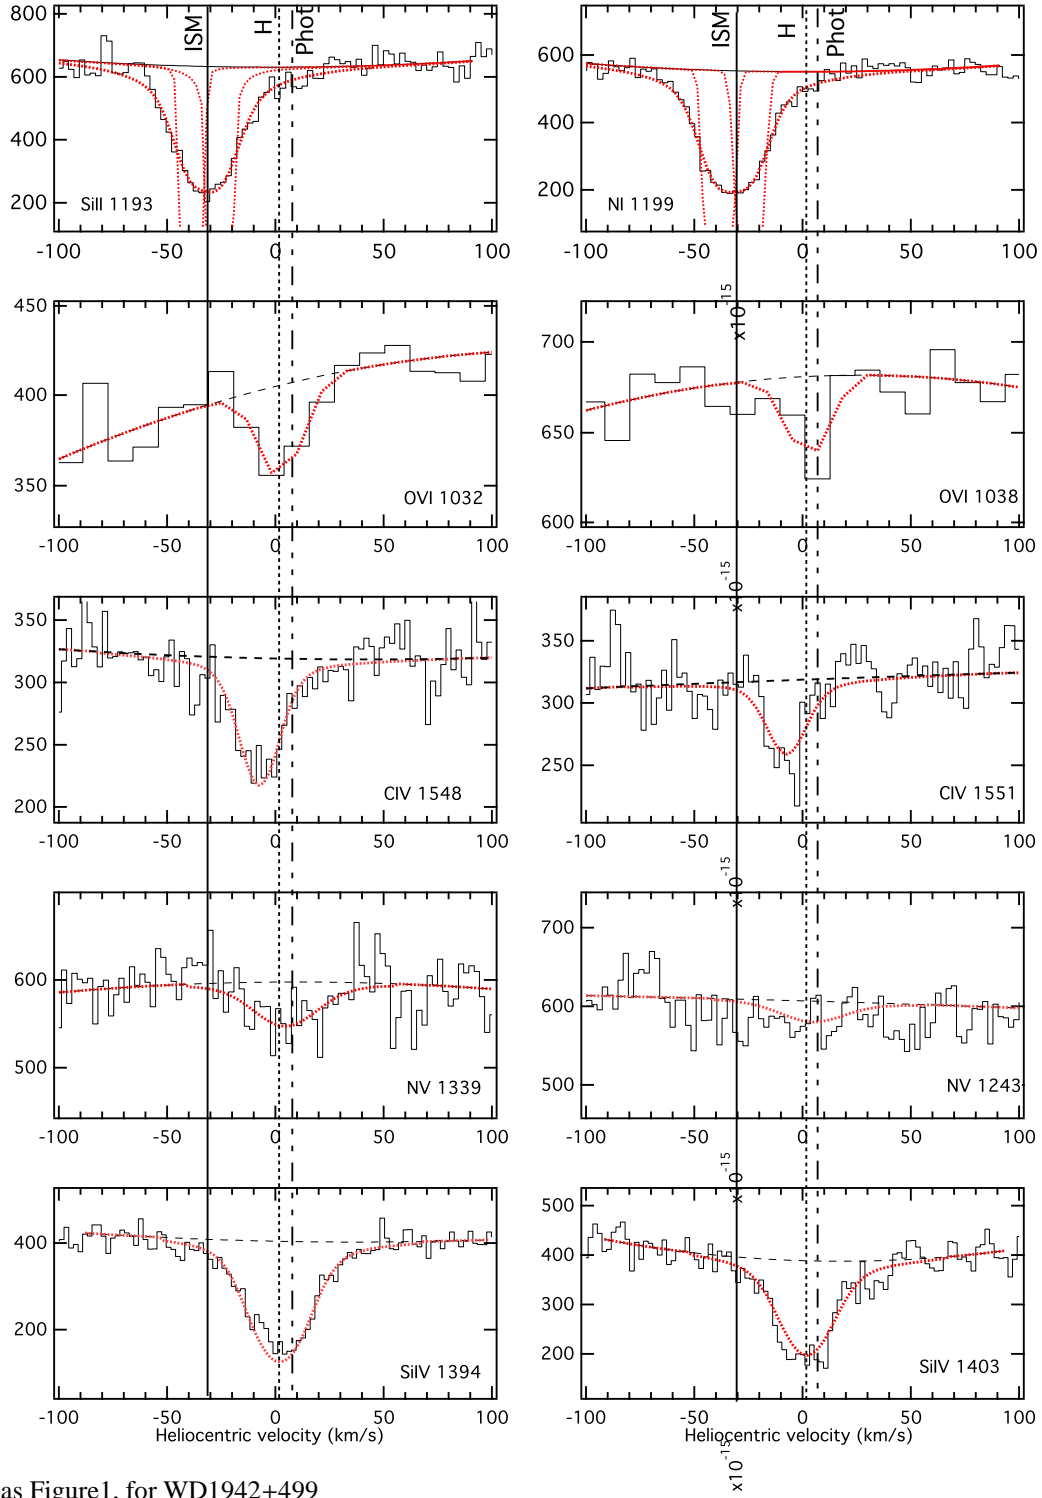 ISM H Phot
ISM H Phot
800
600
400
200
SiII 1193
-100 -50 0 50 100
600
400
200
NI 1199
-100 -50 0 50 100
450
400
350
OVI 1032
-100 -50 0 50 100
x10-15
700
650
600
OVI 1038
-100 -50 0 50 100
350
300
250
200
CIV 1548
-100 -50 0 50 100
x10-15
350
300
250
CIV 1551
-100 -50 0 50 100
600
500
NV 1339
-100 -50 0 50 100
x10-15
700
600
500
NV 1243
-100 -50 0 50 100
400
200
SiIV 1394
-100 -50 0 50 100
Heliocentric velocity (km/s)
x10-15
500
400
300
200
SiIV 1403
-100 -50 0 50 100
Heliocentric velocity (km/s)
x10-15
as Figure1, for WD1942+499